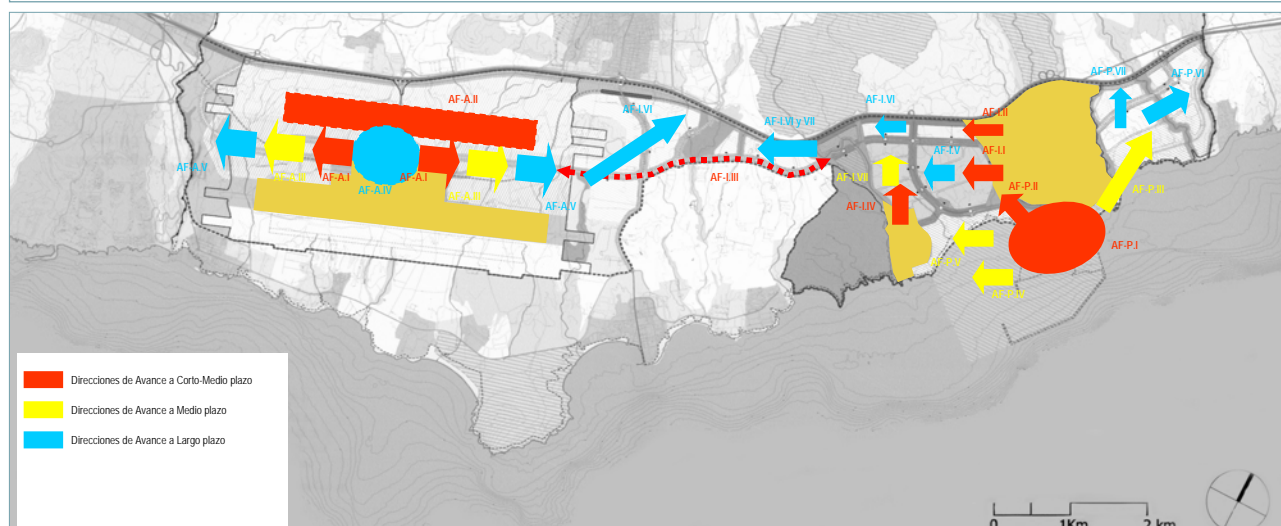 AF-P.VII
AF-P.VI
AF-A.II
AF-I.VI
AF-I.VI
AF-I.VI y VII
AF-I.II
AF-I.I
AF-I.V
AF-A.V
AF-A.I
AF-A.I
AF-A.IV
AF-I.III
AF-I.VII
AF-P.II
AF-P.III
AF-A.V
AF-I.IV
AF-P.I
AF-P.V
AF-P.IV
Direcciones de Avance a Corto-Medio plazo
Direcciones de Avance a Medio plazo
Direcciones de Avance a Largo plazo
0 1Km 2 km